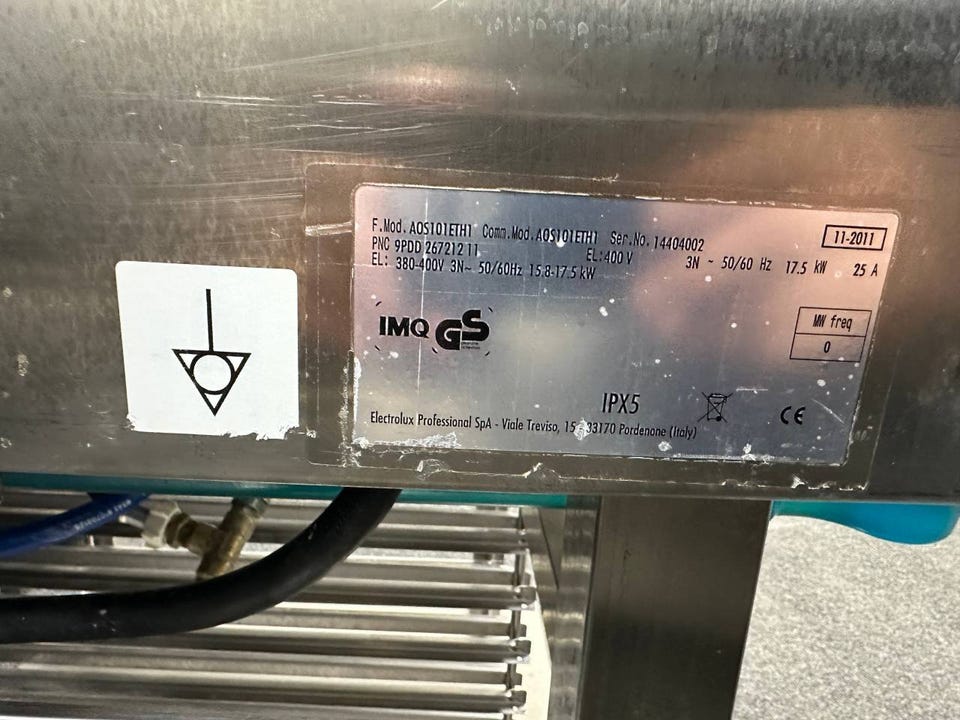 F.Mod. AOS101ETH1 Comm.Mod. AOS101ETH1 Ser.No. 14404002
11-2011
PNC 9PDD 267212 11 EL:400 V 3N ~ 50/60 Hz 17.5 kW 25 A
EL: 380-400V 3N~ 50/60Hz 15.8-17.5 kW
MW freq
0
IMQ GS
IPX5
CE
Electrolux Professional SpA - Viale Treviso, 15 - 33170 Pordenone (Italy)